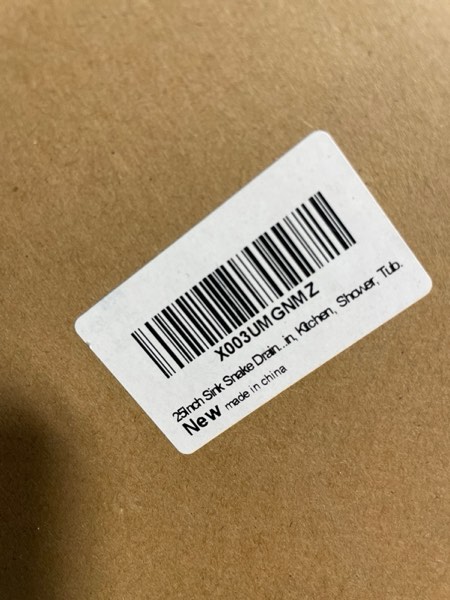 X003UMGNMZ
25Inch Sink Snake Drain...in, Kitchen, Shower, Tub.
New made in china